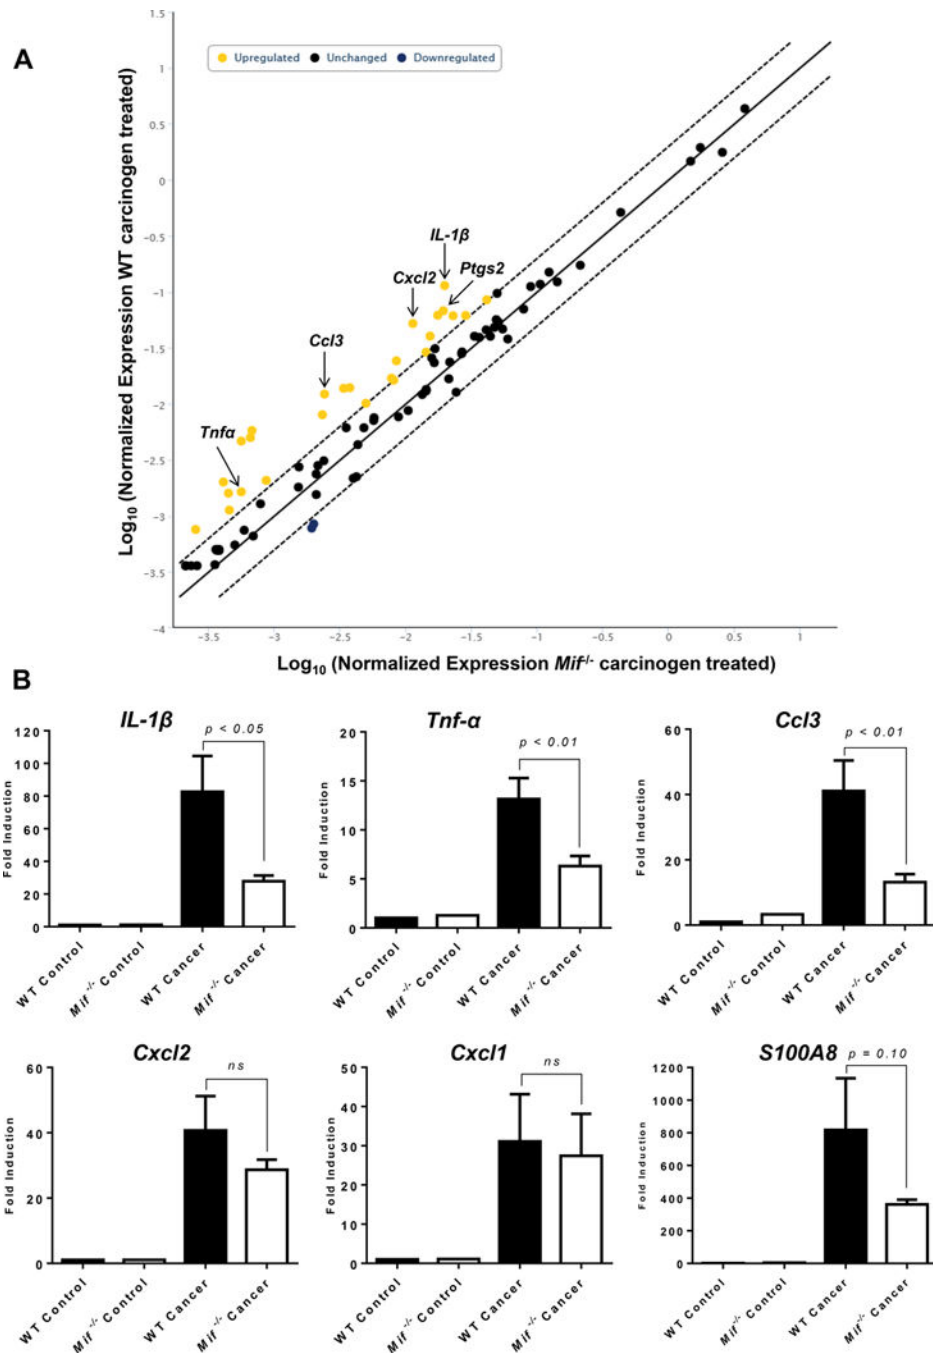 A
Upregulated Unchanged Downregulated
Log10 (Normalized Expression WT carcinogen treated)
1.5
1
0.5
0
−0.5
−1
−1.5
−2
−2.5
−3
−3.5
−4
IL-1β
Ptgs2
Cxcl2
Ccl3
Tnfα
−3.5 −3 −2.5 −2 −1.5 −1 −0.5 0 0.5 1
Log10 (Normalized Expression Mif-/- carcinogen treated)
B
IL-1β
p < 0.05
Fold Induction
120
100
80
60
40
20
0
WT Control
Mif-/- Control
WT Cancer
Mif-/- Cancer
Tnf-α
p < 0.01
Fold Induction
20
15
10
5
0
WT Control
Mif-/- Control
WT Cancer
Mif-/- Cancer
Ccl3
p < 0.01
Fold Induction
60
40
20
0
WT Control
Mif-/- Control
WT Cancer
Mif-/- Cancer
Cxcl2
ns
Fold Induction
60
40
20
0
WT Control
Mif-/- Control
WT Cancer
Mif-/- Cancer
Cxcl1
ns
Fold Induction
50
40
30
20
10
0
WT Control
Mif-/- Control
WT Cancer
Mif-/- Cancer
S100A8
p = 0.10
Fold Induction
1200
1000
800
600
400
200
0
WT Control
Mif-/- Control
WT Cancer
Mif-/- Cancer